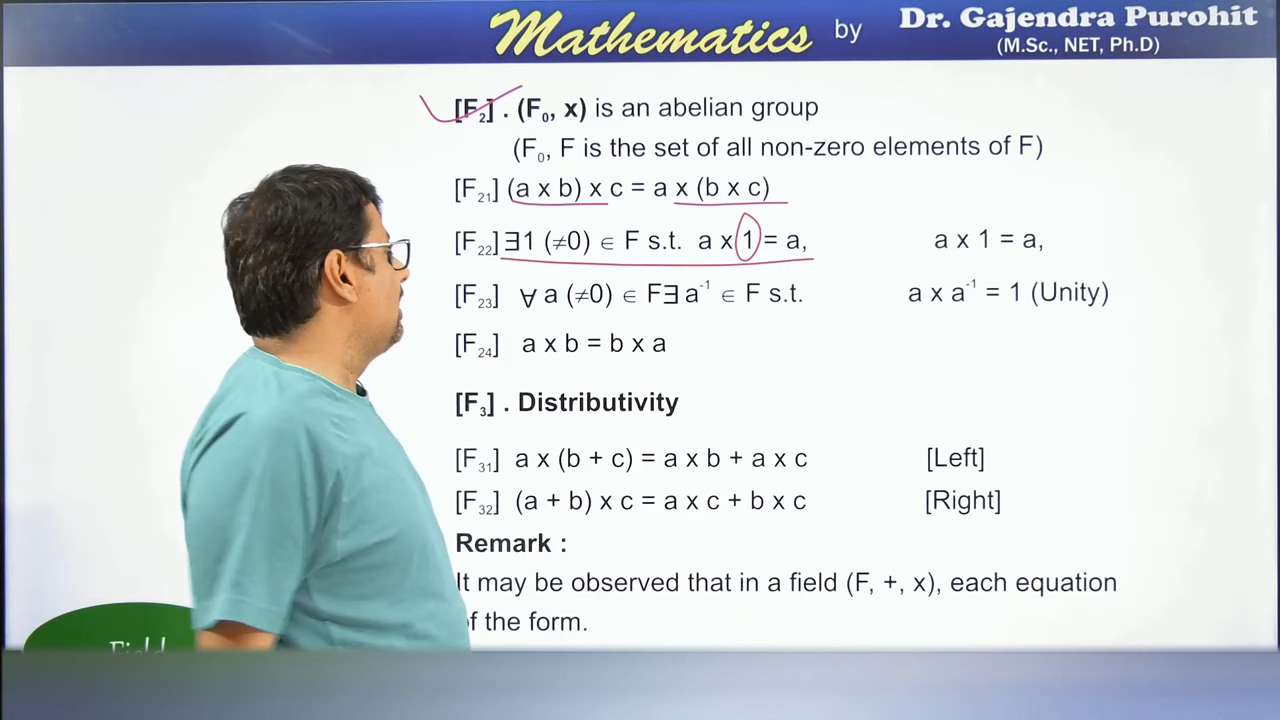 Mathematics by Dr. Gajendra Purohit
(M.Sc., NET, Ph.D)
[F₂] . (F₀, x) is an abelian group
(F₀, F is the set of all non-zero elements of F)
[F₂₁] (a x b) x c = a x (b x c)
[F₂₂] ∃1 (≠0) ∈ F s.t. a x 1 = a, a x 1 = a,
[F₂₃] ∀ a (≠0) ∈ F∃ a⁻¹ ∈ F s.t. a x a⁻¹ = 1 (Unity)
[F₂₄] a x b = b x a
[F₃] . Distributivity
[F₃₁] a x (b + c) = a x b + a x c [Left]
[F₃₂] (a + b) x c = a x c + b x c [Right]
Remark :
It may be observed that in a field (F, +, x), each equation
of the form.
Field